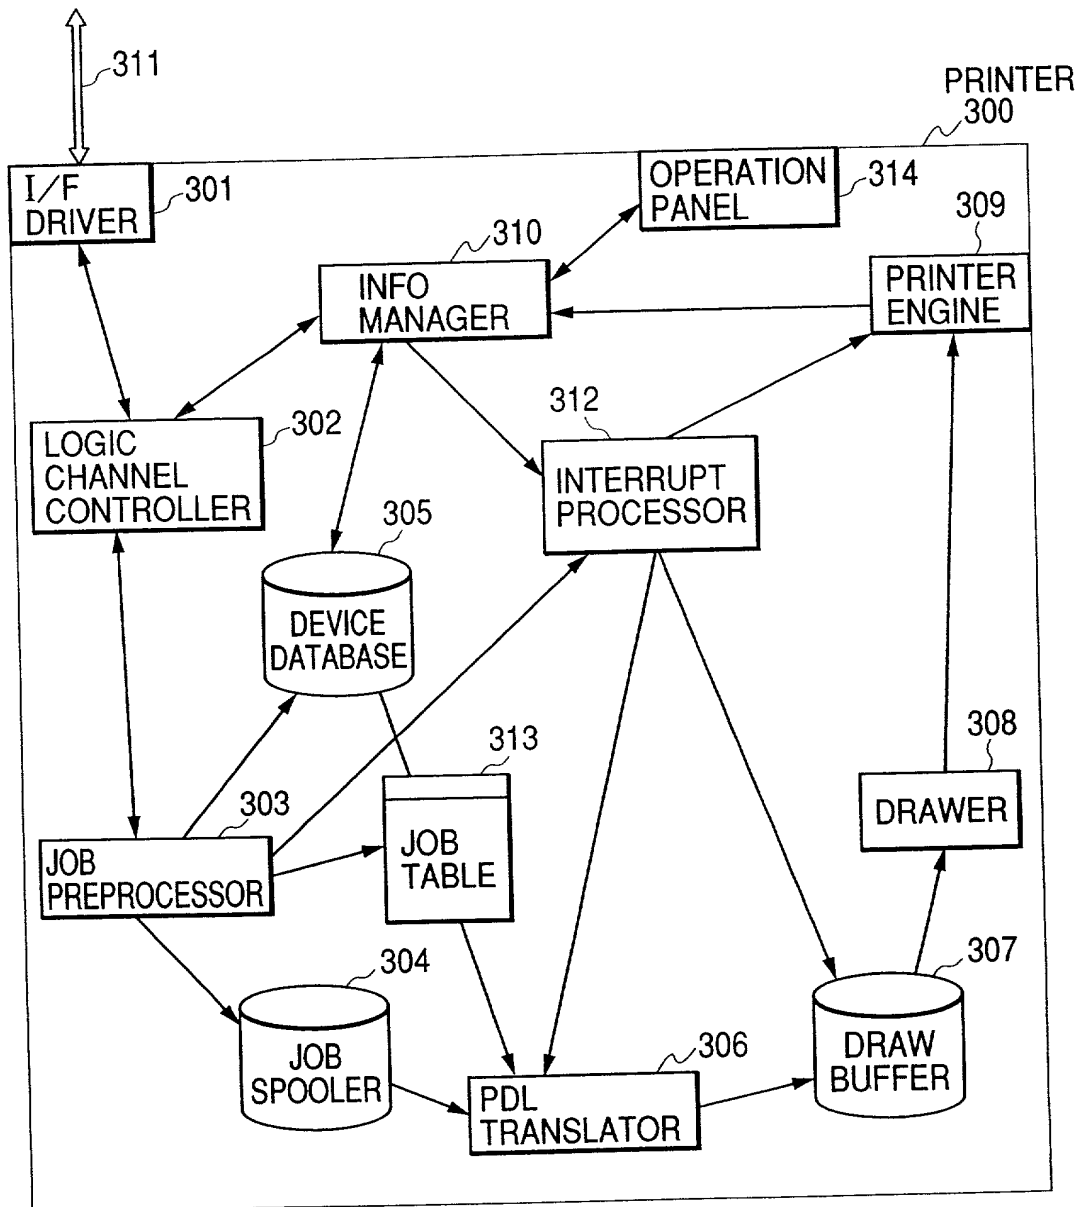 311
PRINTER
300
I/F
DRIVER
301
OPERATION
PANEL
314
309
310
INFO
MANAGER
PRINTER
ENGINE
302
LOGIC
CHANNEL
CONTROLLER
312
INTERRUPT
PROCESSOR
305
DEVICE
DATABASE
313
308
DRAWER
303
JOB
PREPROCESSOR
JOB
TABLE
304
JOB
SPOOLER
306
PDL
TRANSLATOR
307
DRAW
BUFFER